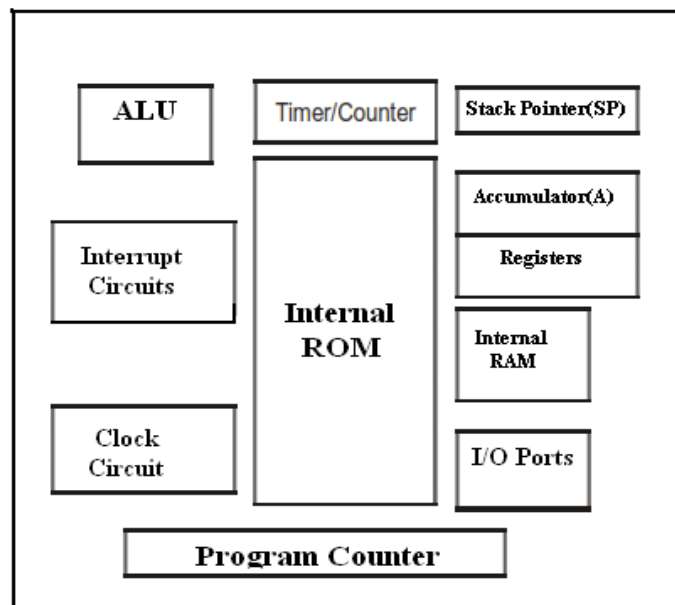 ALU
Timer/Counter
Stack Pointer(SP)
Accumulator(A)
Registers
Interrupt
Circuits
Internal
ROM
Internal
RAM
Clock
Circuit
I/O Ports
Program Counter